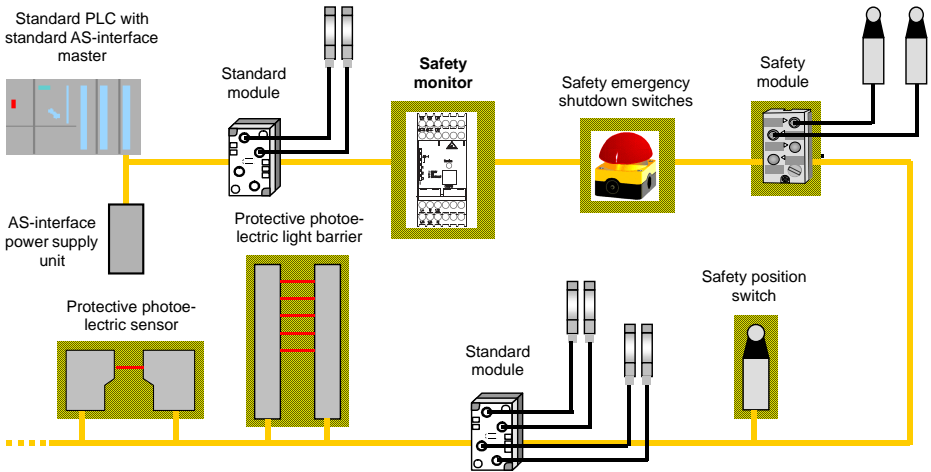 Standard PLC with
standard AS-interface
master
Standard
module
Safety
monitor
Safety emergency
shutdown switches
Safety
module
AS-interface
power supply
unit
Protective photoe-
lectric light barrier
Protective photoe-
lectric sensor
Standard
module
Safety position
switch